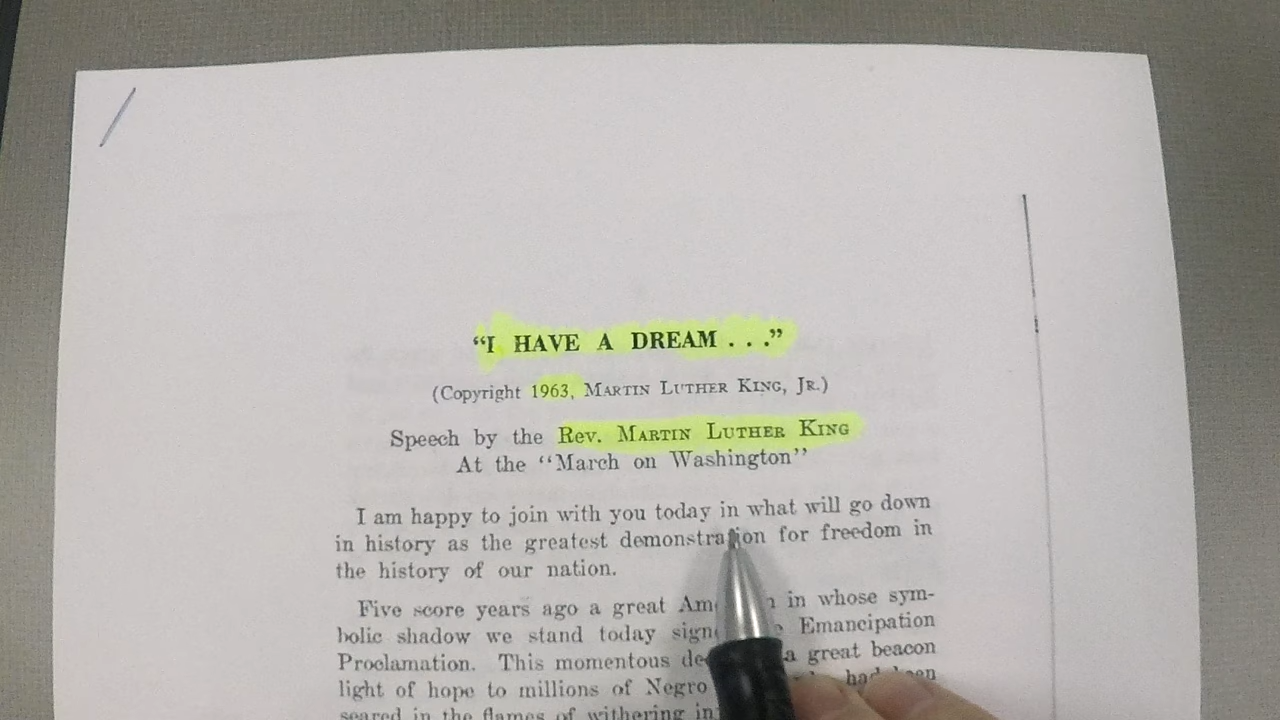 “I HAVE A DREAM . . .”
(Copyright 1963, MARTIN LUTHER KING, JR.)
Speech by the Rev. MARTIN LUTHER KING
At the “March on Washington”
I am happy to join with you today in what will go down
in history as the greatest demonstration for freedom in
the history of our nation.
Five score years ago a great in whose sym-
bolic shadow we stand today Emancipation
Proclamation. This momentous a great beacon
light of hope to millions of Negro had been
seared in the flames of withering